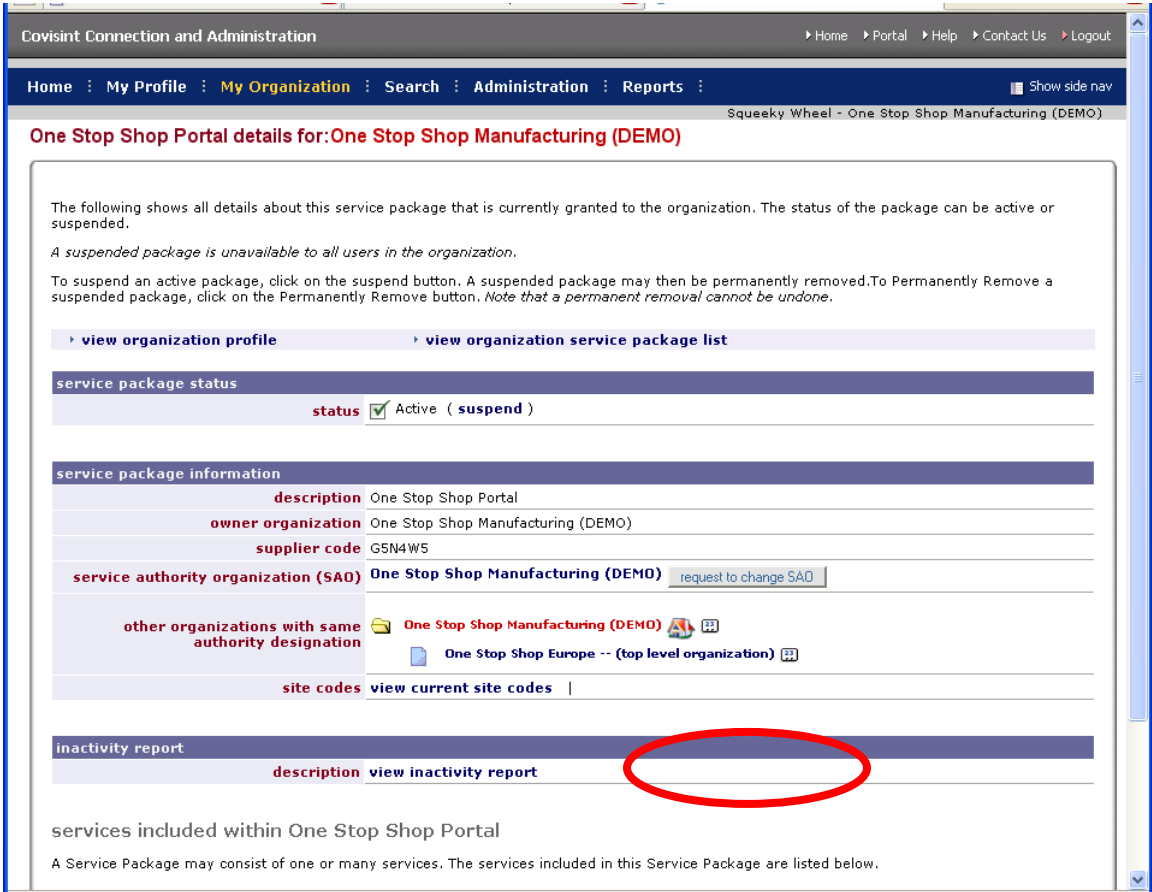 Covisint Connection and Administration
Home Portal Help Contact Us Logout
Home My Profile My Organization Search Administration Reports Show side nav
Squeeky Wheel - One Stop Shop Manufacturing (DEMO)
One Stop Shop Portal details for:One Stop Shop Manufacturing (DEMO)
The following shows all details about this service package that is currently granted to the organization. The status of the package can be active or
suspended.
A suspended package is unavailable to all users in the organization.
To suspend an active package, click on the suspend button. A suspended package may then be permanently removed.To Permanently Remove a
suspended package, click on the Permanently Remove button. Note that a permanent removal cannot be undone.
view organization profile view organization service package list
service package status
status Active ( suspend )
service package information
description One Stop Shop Portal
owner organization One Stop Shop Manufacturing (DEMO)
supplier code G5N4W5
service authority organization (SAO) One Stop Shop Manufacturing (DEMO) request to change SAO
other organizations with same One Stop Shop Manufacturing (DEMO) 23
authority designation One Stop Shop Europe -- (top level organization) 23
site codes view current site codes |
inactivity report
description view inactivity report
services included within One Stop Shop Portal
A Service Package may consist of one or many services. The services included in this Service Package are listed below.